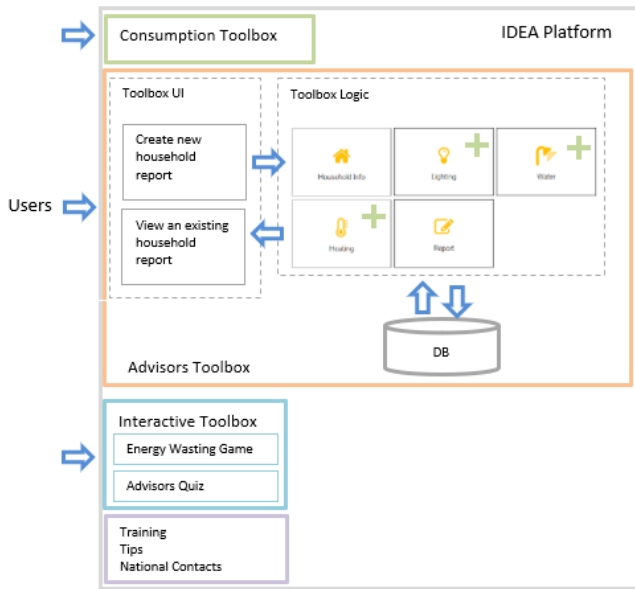 IDEA Platform
Consumption Toolbox
Toolbox UI
Create new
household
report
View an existing
household
report
Toolbox Logic
Household Info
Lighting
Water
Heating
Report
Users
DB
Advisors Toolbox
Interactive Toolbox
Energy Wasting Game
Advisors Quiz
Training
Tips
National Contacts